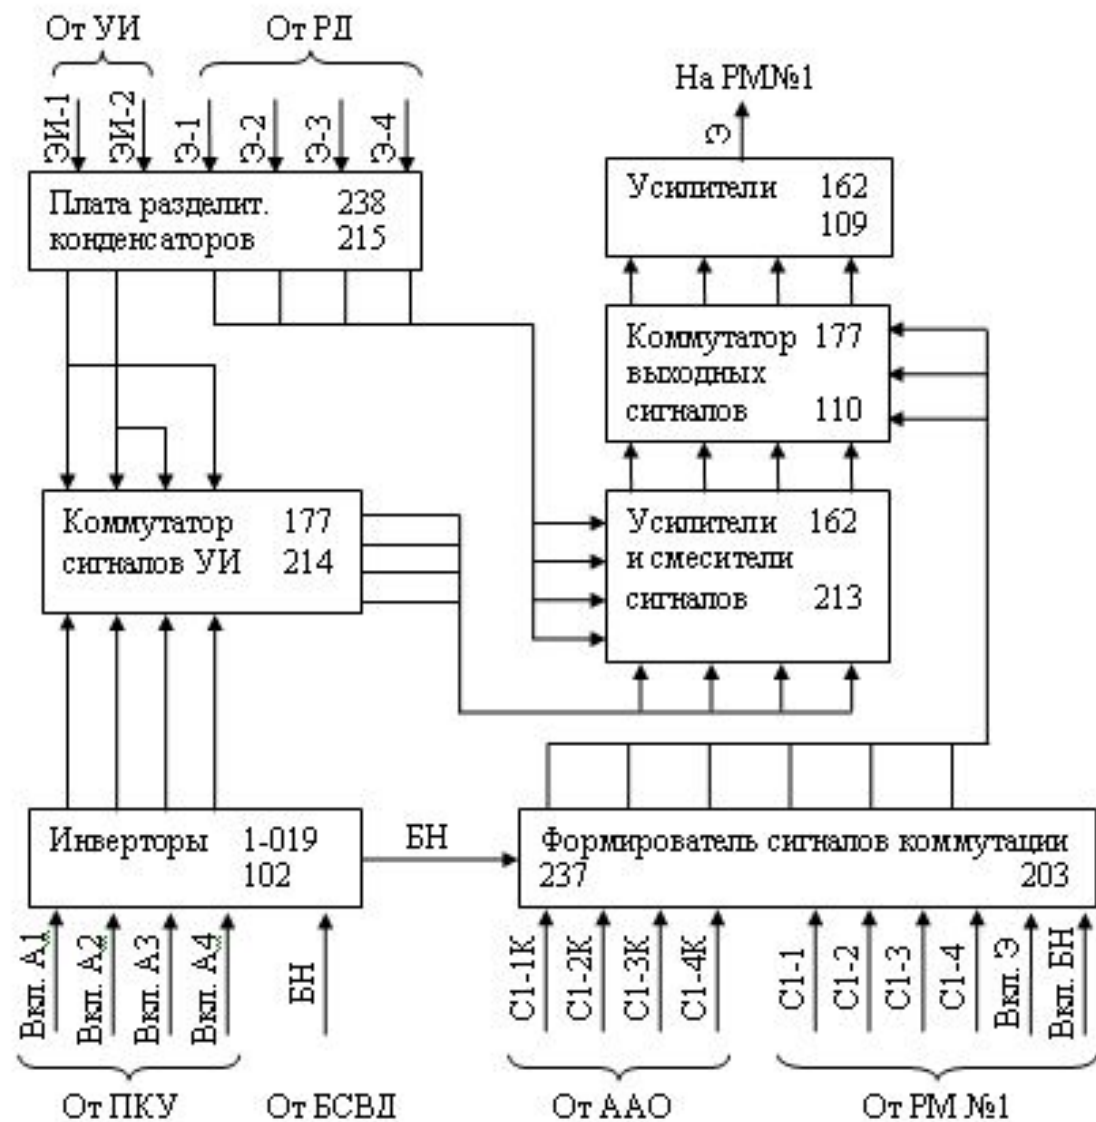 От УИ
От РД
ЭИ-1
ЭИ-2
Э-1
Э-2
Э-3
Э-4
Плата разделит. 238
конденсаторов 215
На РМ№1
Э
Усилители 162
109
Коммутатор 177
выходных
сигналов 110
Коммутатор 177
сигналов УИ 214
Усилители 162
и смесители
сигналов 213
Инверторы 1-019
102
БН
Формирователь сигналов коммутации
237 203
Вкл. А1
Вкл. А2
Вкл. А3
Вкл. А4
БН
С1-1К
С1-2К
С1-3К
С1-4К
С1-1
С1-2
С1-3
С1-4
Вкл. Э
Вкл. БН
От ПКУ
От БСВД
От ААО
От РМ №1